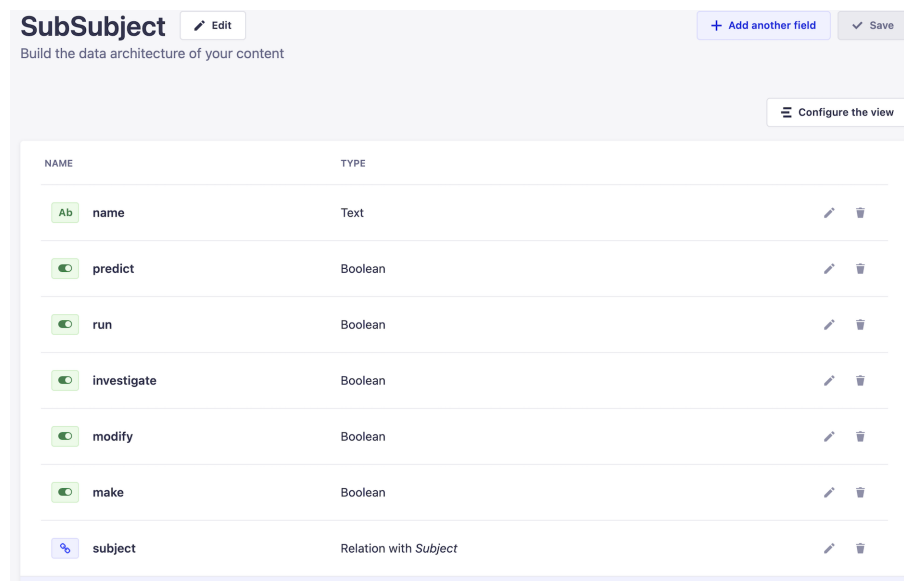 SubSubject Edit + Add another field Save
Build the data architecture of your content
Configure the view
NAME TYPE
Ab name Text
predict Boolean
run Boolean
investigate Boolean
modify Boolean
make Boolean
subject Relation with Subject